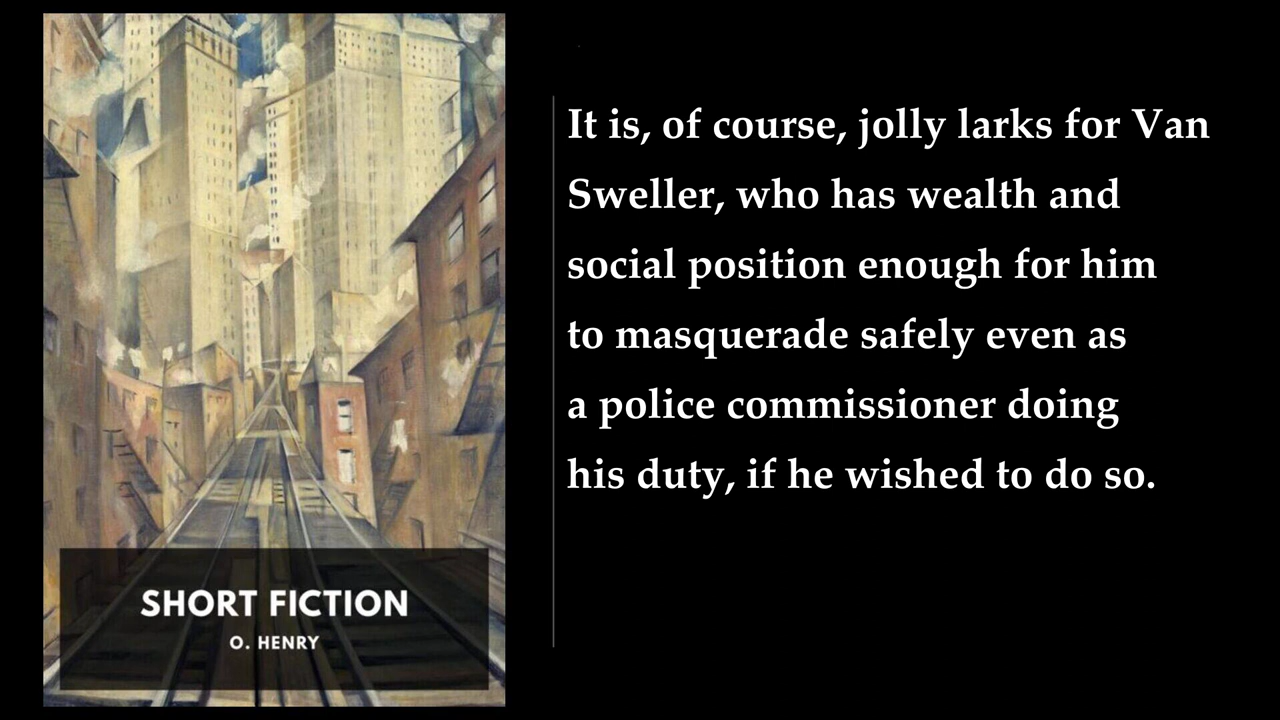 SHORT FICTION
O. HENRY
It is, of course, jolly larks for Van
Sweller, who has wealth and
social position enough for him
to masquerade safely even as
a police commissioner doing
his duty, if he wished to do so.